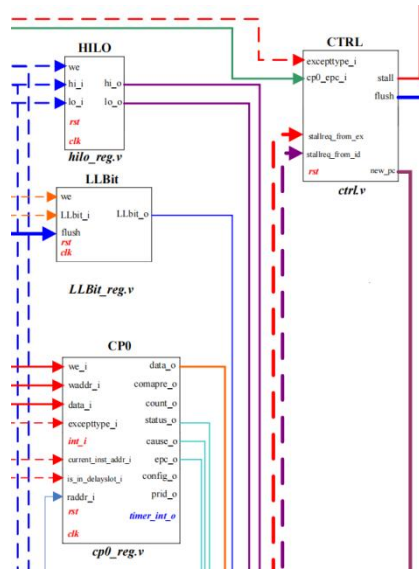 HILO
we
hi_i
hi_o
lo_i
lo_o
rst
clk
hilo_reg.v
LLBit
we
LLbit_i
LLbit_o
flush
rst
clk
LLBit_reg.v
CP0
we_i
data_o
waddr_i
comapre_o
data_i
count_o
excepttype_i
status_o
int_i
cause_o
current_inst_addr_i
epc_o
is_in_delayslot_i
config_o
raddr_i
prid_o
rst
timer_int_o
clk
cp0_reg.v
CTRL
excepttype_i
cp0_epc_i
stall
flush
stallreq_from_ex
stallreq_from_id
rst
new_pc
ctrl.v